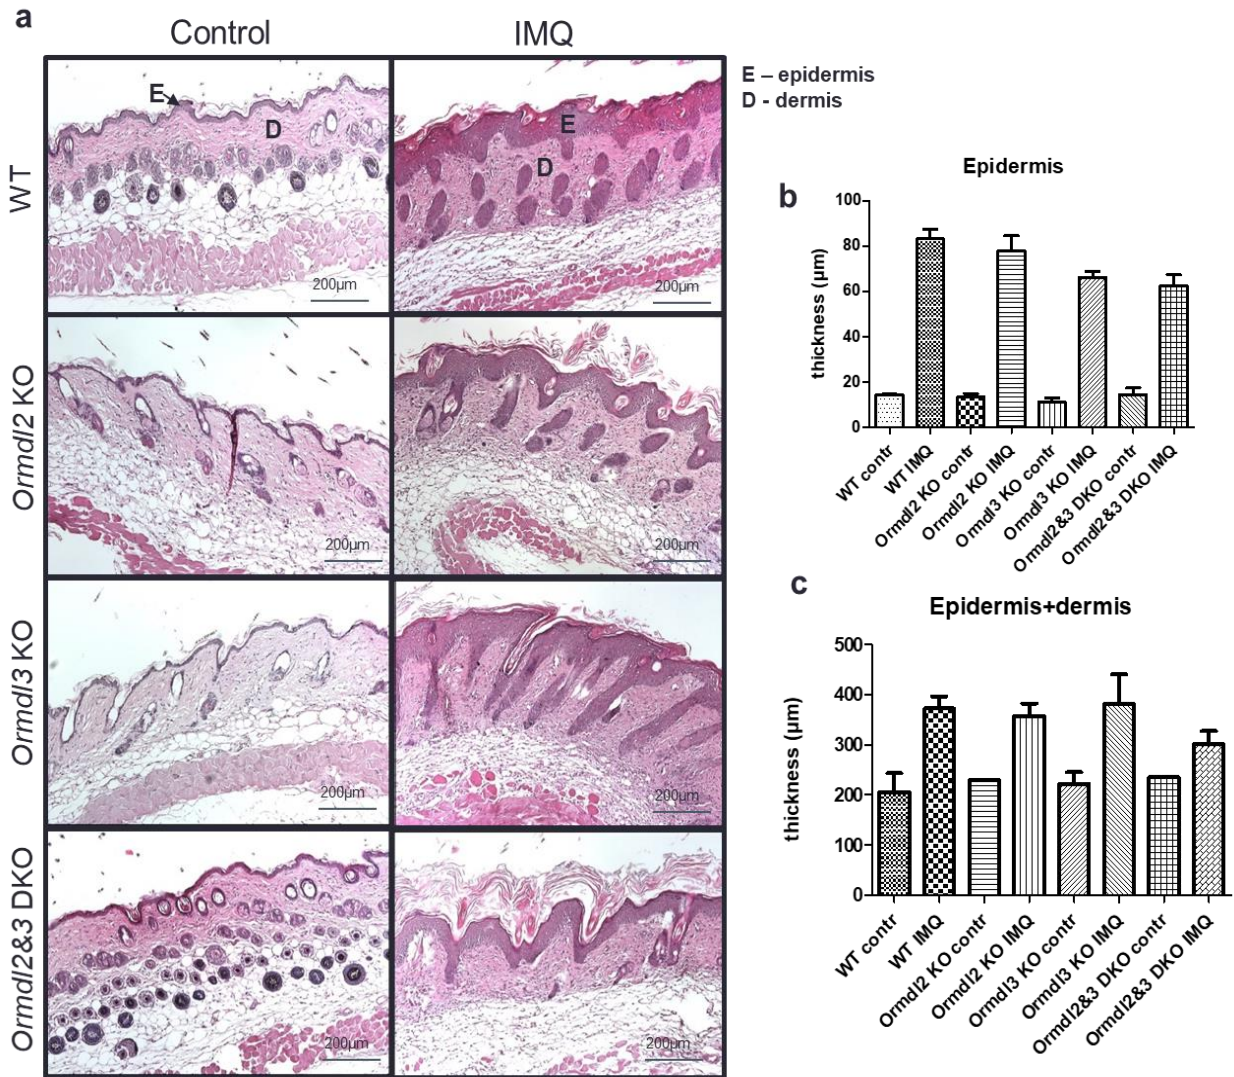 a
Control
IMQ
E – epidermis
D - dermis
WT
E
D
200µm
E
D
200µm
Ormdl2 KO
200µm
200µm
Ormdl3 KO
200µm
200µm
Ormdl2&3 DKO
200µm
200µm
b
Epidermis
thickness (µm)
100
80
60
40
20
0
WT contr
WT IMQ
Ormdl2 KO contr
Ormdl2 KO IMQ
Ormdl3 KO contr
Ormdl3 KO IMQ
Ormdl2&3 DKO contr
Ormdl2&3 DKO IMQ
c
Epidermis+dermis
thickness (µm)
500
400
300
200
100
0
WT contr
WT IMQ
Ormdl2 KO contr
Ormdl2 KO IMQ
Ormdl3 KO contr
Ormdl3 KO IMQ
Ormdl2&3 DKO contr
Ormdl2&3 DKO IMQ